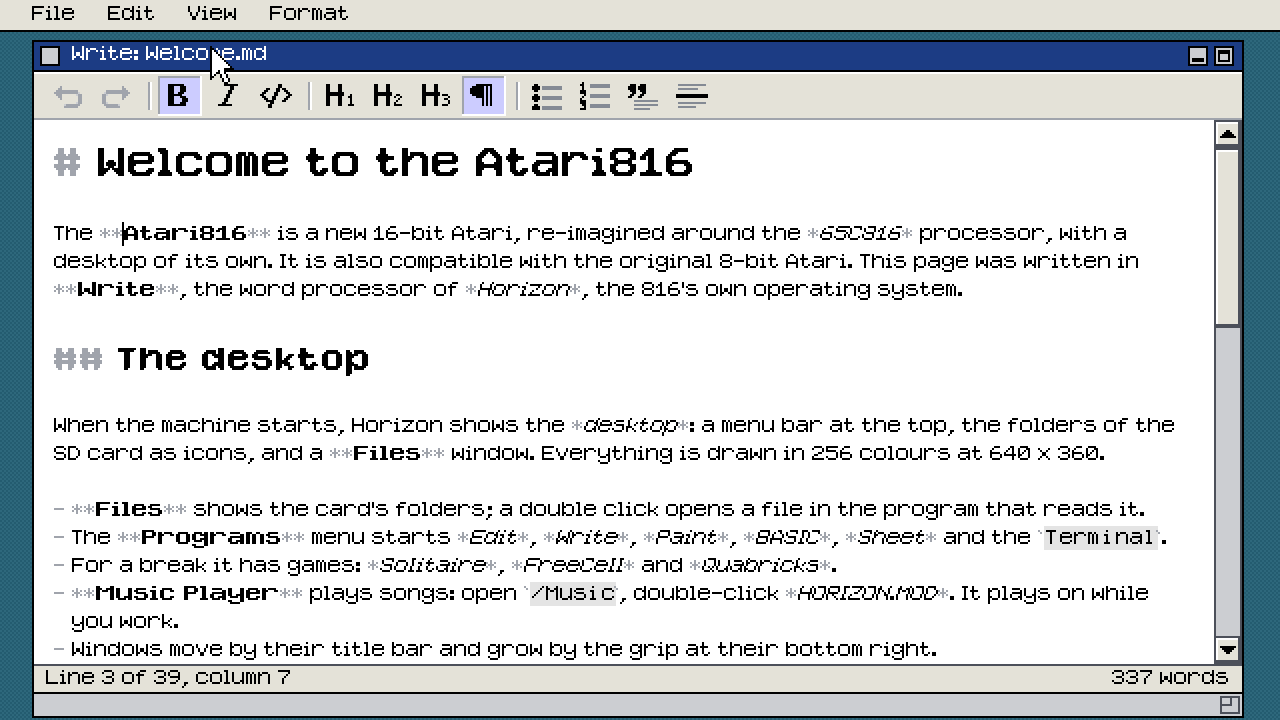 File Edit View Format
Write: Welcome.md
B I </> H1 H2 H3 ¶
# Welcome to the Atari816
The **Atari816** is a new 16-bit Atari, re-imagined around the *65C816* processor, with a
desktop of its own. It is also compatible with the original 8-bit Atari. This page was written in
**Write**, the word processor of *Horizon*, the 816's own operating system.
## The desktop
When the machine starts, Horizon shows the *desktop*: a menu bar at the top, the folders of the
SD card as icons, and a **Files** window. Everything is drawn in 256 colours at 640 x 360.
- **Files** shows the card's folders; a double click opens a file in the program that reads it.
- The **Programs** menu starts *Edit*, *Write*, *Paint*, *BASIC*, *Sheet* and the `Terminal`.
- For a break it has games: *Solitaire*, *FreeCell* and *Quabricks*.
- **Music Player** plays songs: open `/Music`, double-click *HORIZON.MOD*. It plays on while
you work.
- Windows move by their title bar and grow by the grip at their bottom right.
Line 3 of 39, column 7
337 words